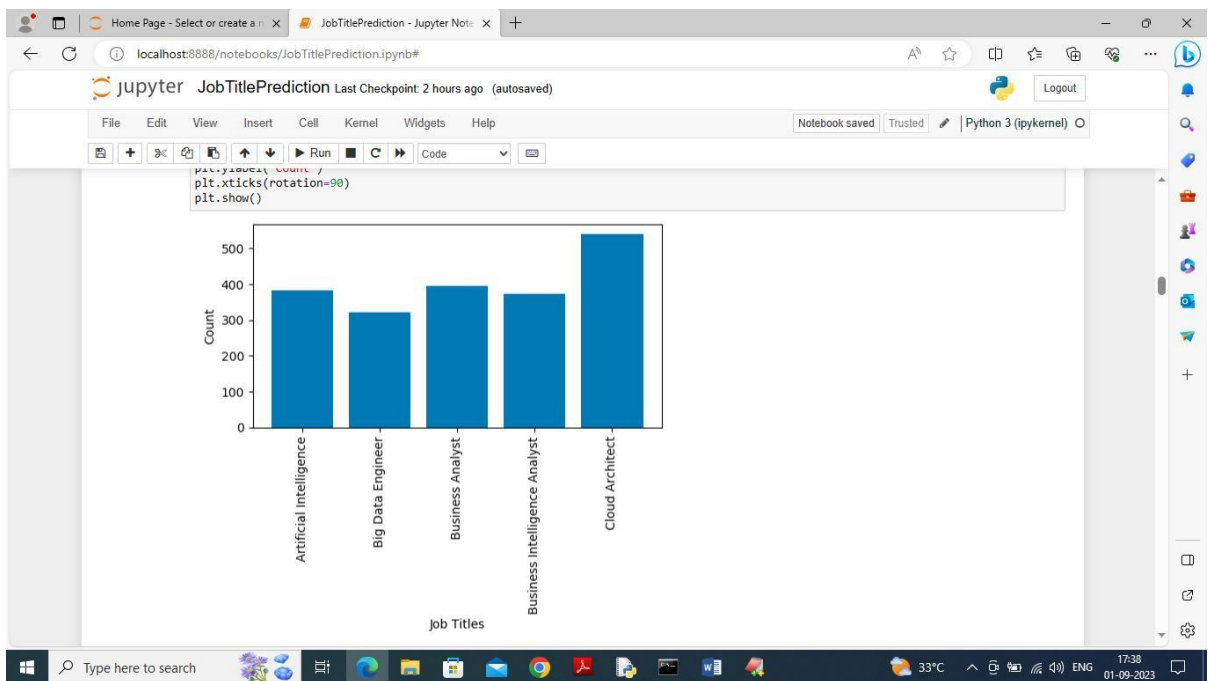 Home Page - Select or create a n
JobTitlePrediction - Jupyter Note
localhost:8888/notebooks/JobTitlePrediction.ipynb#
jupyter JobTitlePrediction Last Checkpoint: 2 hours ago (autosaved)
Logout
File Edit View Insert Cell Kernel Widgets Help
Notebook saved Trusted Python 3 (ipykernel)
Run Code
plt.ylabel('Count')
plt.xticks(rotation=90)
plt.show()
500
400
300
200
100
0
Count
Artificial Intelligence
Big Data Engineer
Business Analyst
Business Intelligence Analyst
Cloud Architect
Job Titles
Type here to search
33°C
ENG
17:38
01-09-2023